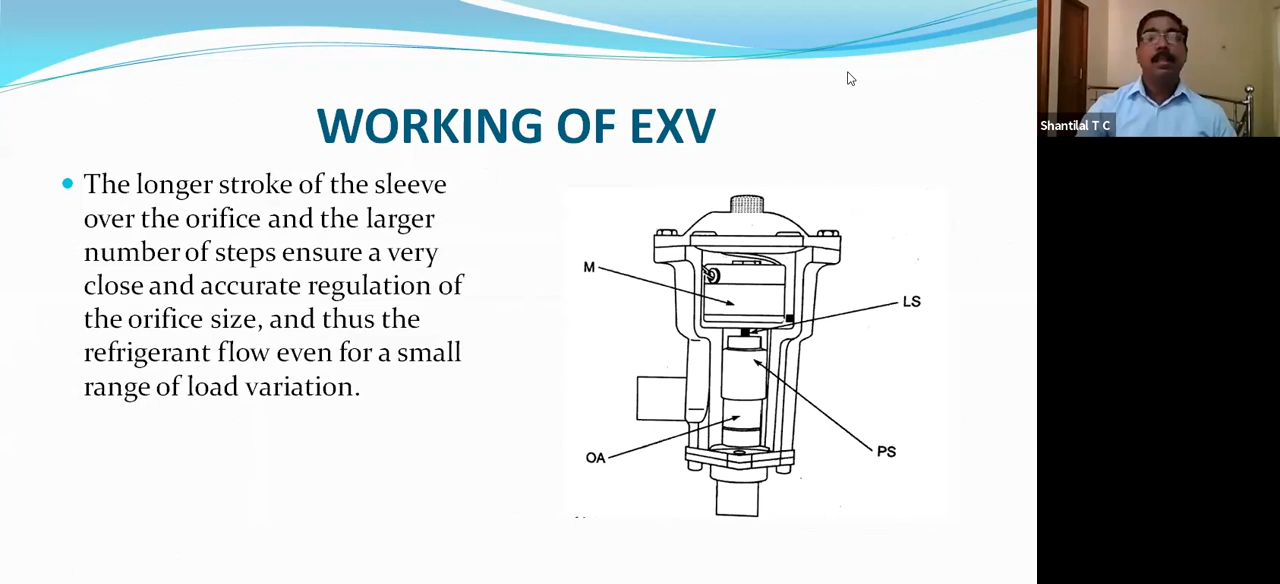 WORKING OF EXV
• The longer stroke of the sleeve
over the orifice and the larger
number of steps ensure a very
close and accurate regulation of
the orifice size, and thus the
refrigerant flow even for a small
range of load variation.
M
LS
OA
PS
Shantilal T C